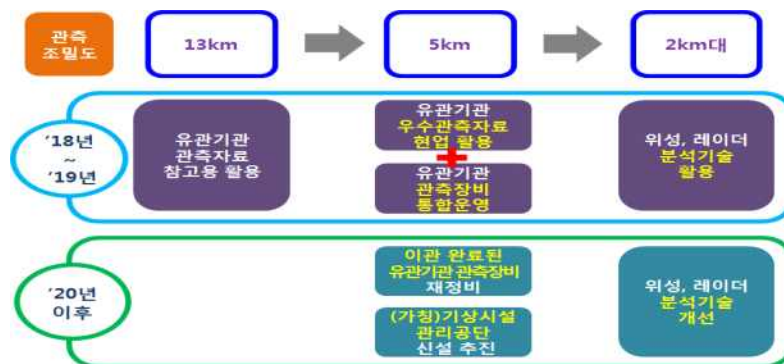 관측
조밀도
13km
5km
2km대
'18년
~
'19년
유관기관
관측자료
참고용 활용
유관기관
우수관측자료
현업 활용
유관기관
관측장비
통합운영
위성, 레이더
분석기술
활용
'20년
이후
이관 완료된
유관기관 관측장비
재정비
(가칭)기상시설
관리공단
신설 추진
위성, 레이더
분석기술
개선